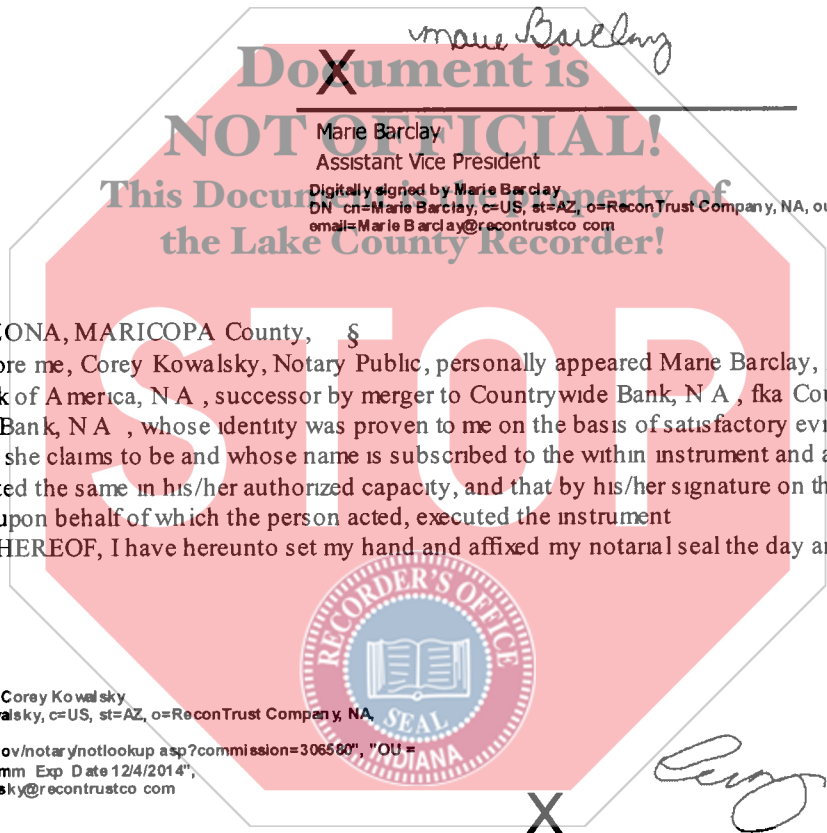 Marie Barclay
X
Document is
NOT OFFICIAL!
Marie Barclay
Assistant Vice President
This Document is the property of
the Lake County Recorder!
Digitally signed by Marie Barclay
DN cn=Marie Barclay, c=US, st=AZ, o=ReconTrust Company, NA, ou
email=Marie Barclay@recontrustco com
STOP
ONA, MARICOPA County, §
ore me, Corey Kowalsky, Notary Public, personally appeared Marie Barclay,
k of America, N A , successor by merger to Countrywide Bank, N A , fka Cou
Bank, N A , whose identity was proven to me on the basis of satisfactory evi
she claims to be and whose name is subscribed to the within instrument and a
ted the same in his/her authorized capacity, and that by his/her signature on th
upon behalf of which the person acted, executed the instrument
HEREOF, I have hereunto set my hand and affixed my notarial seal the day an
RECORDER'S OFFICE
SEAL
INDIANA
Corey Kowalsky
alsky, c=US, st=AZ, o=ReconTrust Company, NA,
ov/notary/notlookup asp?commission=306580", "OU =
mm Exp Date 12/4/2014",
sky@recontrustco com
X